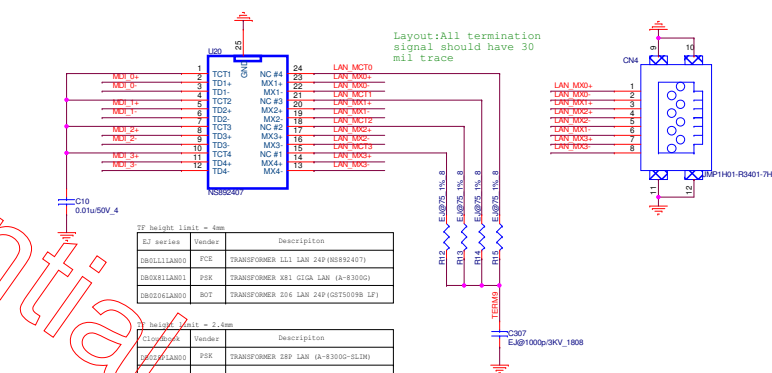 Layout:All termination
signal should have 30
mil trace
U20
25
GND
1 TCT1 NC #4 24 LAN_MCT0
MDI_0+ 2 TD1+ MX1+ 23 LAN_MX0+
MDI_0- 3 TD1- MX1- 22 LAN_MX0-
4 TCT2 NC #3 21 LAN_MCT1
MDI_1+ 5 TD2+ MX2+ 20 LAN_MX1+
MDI_1- 6 TD2- MX2- 19 LAN_MX1-
7 TCT3 NC #2 18 LAN_MCT2
MDI_2+ 8 TD3+ MX3+ 17 LAN_MX2+
MDI_2- 9 TD3- MX3- 16 LAN_MX2-
10 TCT4 NC #1 15 LAN_MCT3
MDI_3+ 11 TD4+ MX4+ 14 LAN_MX3+
MDI_3- 12 TD4- MX4- 13 LAN_MX3-
NS892407
C10
0.01u/50V_4
CN4
9 10
LAN_MX0+ 1
LAN_MX0- 2
LAN_MX1+ 3
LAN_MX2+ 4
LAN_MX2- 5
LAN_MX1- 6
LAN_MX3+ 7
LAN_MX3- 8
11 12
JMP1H01-R3401-7H
R12 EJ@75_1%_8
R13 EJ@75_1%_8
R14 EJ@75_1%_8
R15 EJ@75_1%_8
TERM9
C307
EJ@1000p/3KV_1808
TF height limit = 4mm
EJ series Vender Descripiton
DB0LL1LAN00 FCE TRANSFORMER LL1 LAN 24P(NS892407)
DB0X81LAN01 PSK TRANSFORMER X81 GIGA LAN (A-8300G)
DB0Z06LAN00 BOT TRANSFORMER Z06 LAN 24P(GST5009B LF)
TF height limit = 2.4mm
Cloudbook Vender Descripiton
DB0Z8PLAN00 PSK TRANSFORMER Z8P LAN (A-8300G-SLIM)
ntial